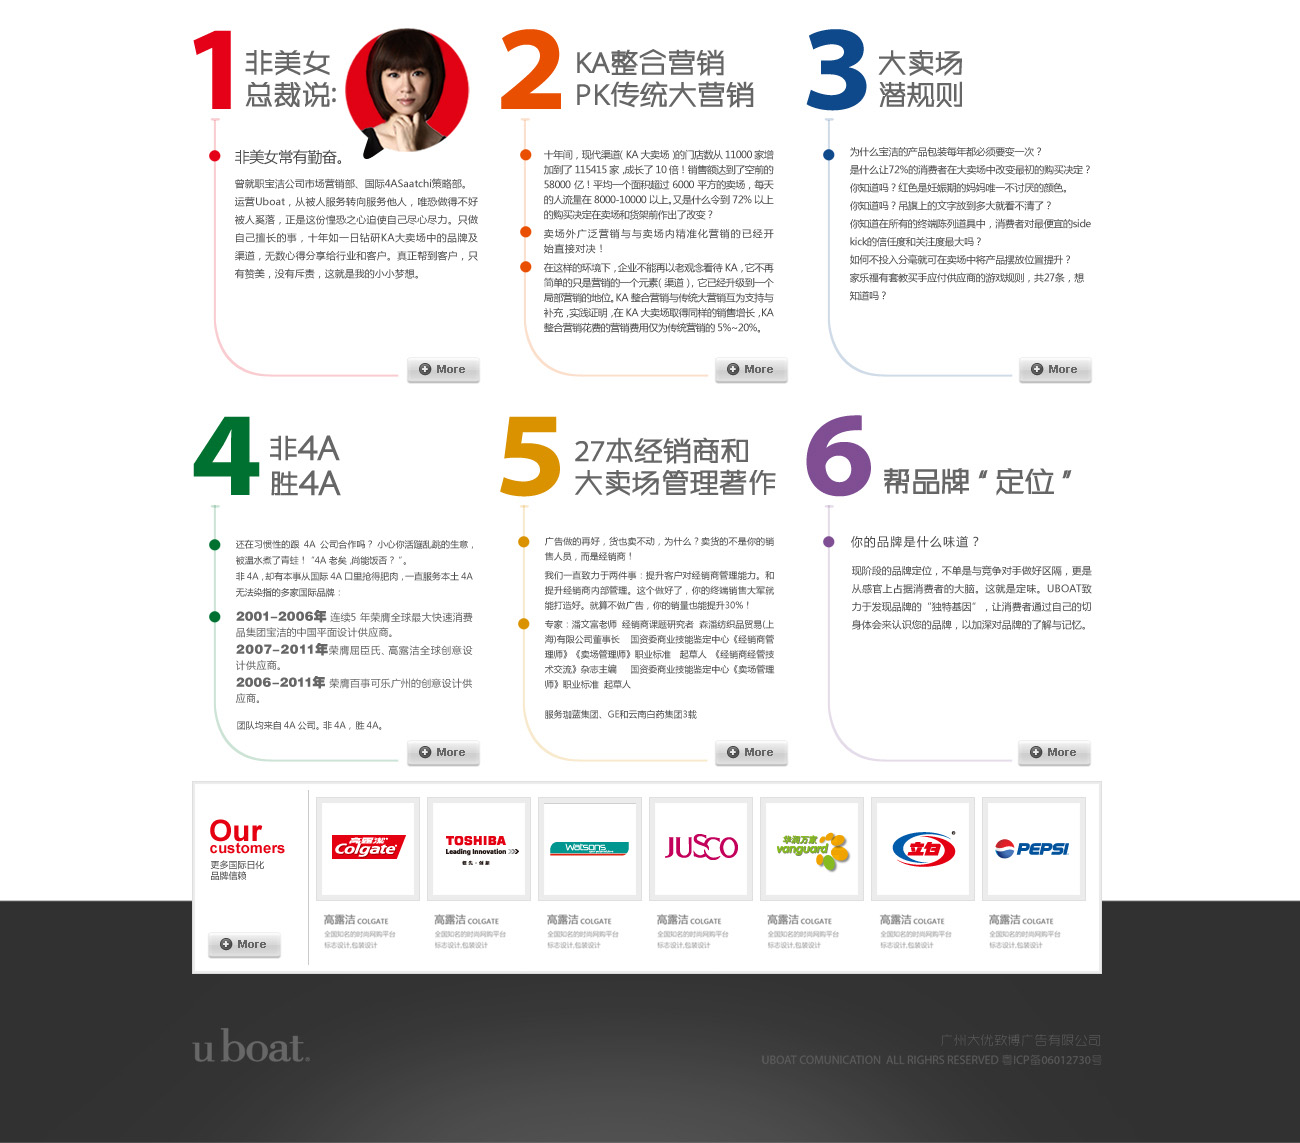 1
非美女
总裁说:
非美女常有勤奋。
曾就职宝洁公司市场营销部、国际4ASaatchi策略部。
运营Uboat，从被人服务转向服务他人，唯恐做得不好
被人奚落，正是这份惶恐之心迫使自己尽心尽力。只做
自己擅长的事，十年如一日钻研KA大卖场中的品牌及
渠道，无数心得分享给行业和客户。真正帮到客户，只
有赞美，没有斥责，这就是我的小小梦想。
More
2
KA整合营销
PK传统大营销
十年间，现代渠道( KA 大卖场 )的门店数从 11000 家增
加到了 115415 家 ,成长了 10 倍！销售额达到了空前的
58000 亿！平均一个面积超过 6000 平方的卖场，每天
的人流量在 8000-10000 以上。又是什么令到 72% 以上
的购买决定在卖场和货架前作出了改变？
卖场外广泛营销与与卖场内精准化营销的已经开
始直接对决！
在这样的环境下，企业不能再以老观念看待 KA，它不再
简单的只是营销的一个元素（渠道），它已经升级到一个
局部营销的地位。KA 整合营销与传统大营销互为支持与
补充 ,实践证明 ,在 KA 大卖场取得同样的销售增长 ,KA
整合营销花费的营销费用仅为传统营销的 5%~20%。
More
3
大卖场
潜规则
为什么宝洁的产品包装每年都必须要变一次？
是什么让72%的消费者在大卖场中改变最初的购买决定？
你知道吗？红色是妊娠期的妈妈唯一不讨厌的颜色。
你知道吗？吊旗上的文字放到多大就看不清了？
你知道在所有的终端陈列道具中，消费者对最便宜的side
kick的信任度和关注度最大吗？
如何不投入分毫就可在卖场中将产品摆放位置提升？
家乐福有套教买手应付供应商的游戏规则，共27条，想
知道吗？
More
4
非4A
胜4A
还在习惯性的跟 4A 公司合作吗？ 小心你活蹦乱跳的生意，
被温水煮了青蛙！“4A 老矣 ,尚能饭否？”。
非 4A , 却有本事从国际 4A 口里抢得肥肉，一直服务本土 4A
无法染指的多家国际品牌：
2001-2006年 连续5 年荣膺全球最大快速消费
品集团宝洁的中国平面设计供应商。
2007-2011年荣膺屈臣氏、高露洁全球创意设
计供应商。
2006-2011年 荣膺百事可乐广州的创意设计供
应商。
团队均来自 4A 公司。非 4A ，胜 4A。
More
5
27本经销商和
大卖场管理著作
广告做的再好，货也卖不动，为什么？卖货的不是你的销
售人员，而是经销商！
我们一直致力于两件事：提升客户对经销商管理能力。和
提升经销商内部管理。这个做好了，你的终端销售大军就
能打造好。就算不做广告，你的销量也能提升30%！
专家：潘文富老师 经销商课题研究者 森潘纺织品贸易(上
海)有限公司董事长 国资委商业技能鉴定中心《经销商管
理师》《卖场管理师》职业标准 起草人 《经销商经管技
术交流》杂志主编 国资委商业技能鉴定中心《卖场管理
师》职业标准 起草人
服务珈蓝集团、GE和云南白药集团3载
More
6
帮品牌“定位”
你的品牌是什么味道？
现阶段的品牌定位，不单是与竞争对手做好区隔，更是
从感官上占据消费者的大脑。这就是定味。UBOAT致
力于发现品牌的“独特基因”，让消费者通过自己的切
身体会来认识您的品牌，以加深对品牌的了解与记忆。
More
Our
customers
更多国际日化
品牌信赖
More
高露洁
Colgate
TOSHIBA
Leading Innovation >>>
watsons
JUSCO
华润万家
vanguard
立白
PEPSI
高露洁 COLGATE
全国知名的时尚网购平台
标志设计,包装设计
高露洁 COLGATE
全国知名的时尚网购平台
标志设计,包装设计
高露洁 COLGATE
全国知名的时尚网购平台
标志设计,包装设计
高露洁 COLGATE
全国知名的时尚网购平台
标志设计,包装设计
高露洁 COLGATE
全国知名的时尚网购平台
标志设计,包装设计
高露洁 COLGATE
全国知名的时尚网购平台
标志设计,包装设计
高露洁 COLGATE
全国知名的时尚网购平台
标志设计,包装设计
u boat.
广州大优致博广告有限公司
UBOAT COMUNICATION ALL RIGHRS RESERVED 粤ICP备06012730号